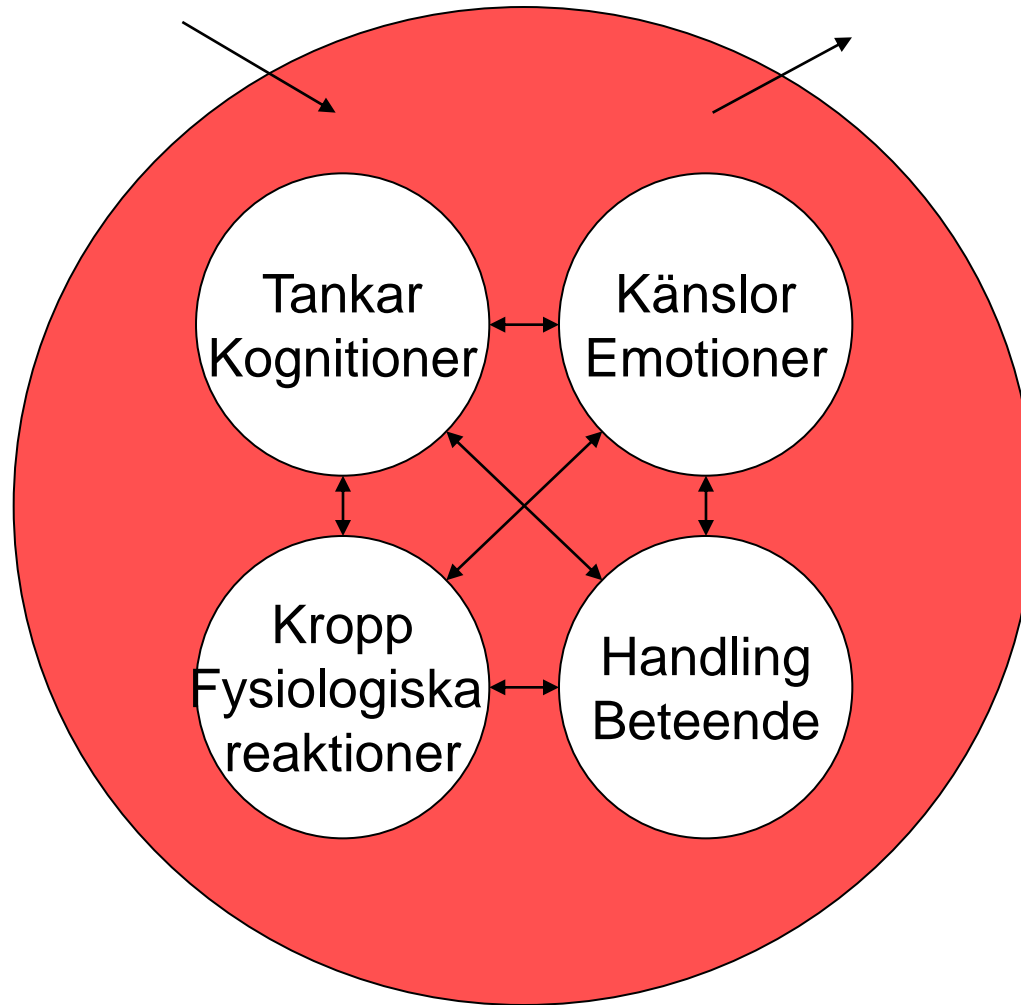 Tankar
Kognitioner
Känslor
Emotioner
Kropp
Fysiologiska
reaktioner
Handling
Beteende